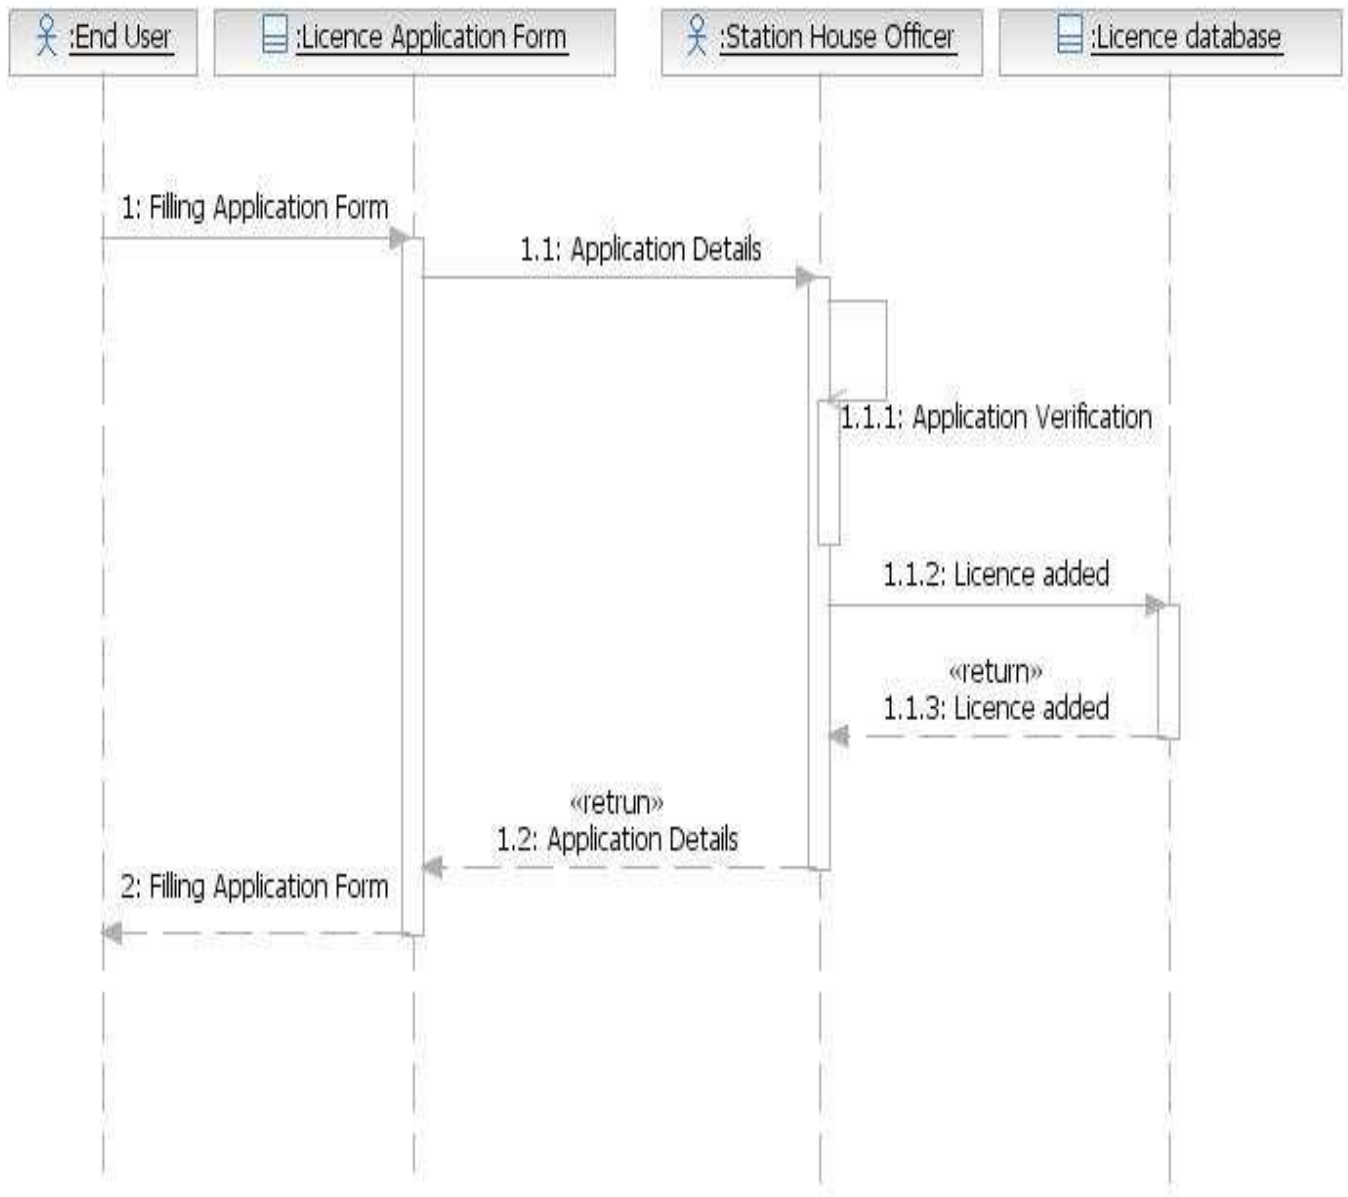 :End User
:Licence Application Form
:Station House Officer
:Licence database
1: Filling Application Form
1.1: Application Details
1.1.1: Application Verification
1.1.2: Licence added
«return»
1.1.3: Licence added
«retrun»
1.2: Application Details
2: Filling Application Form